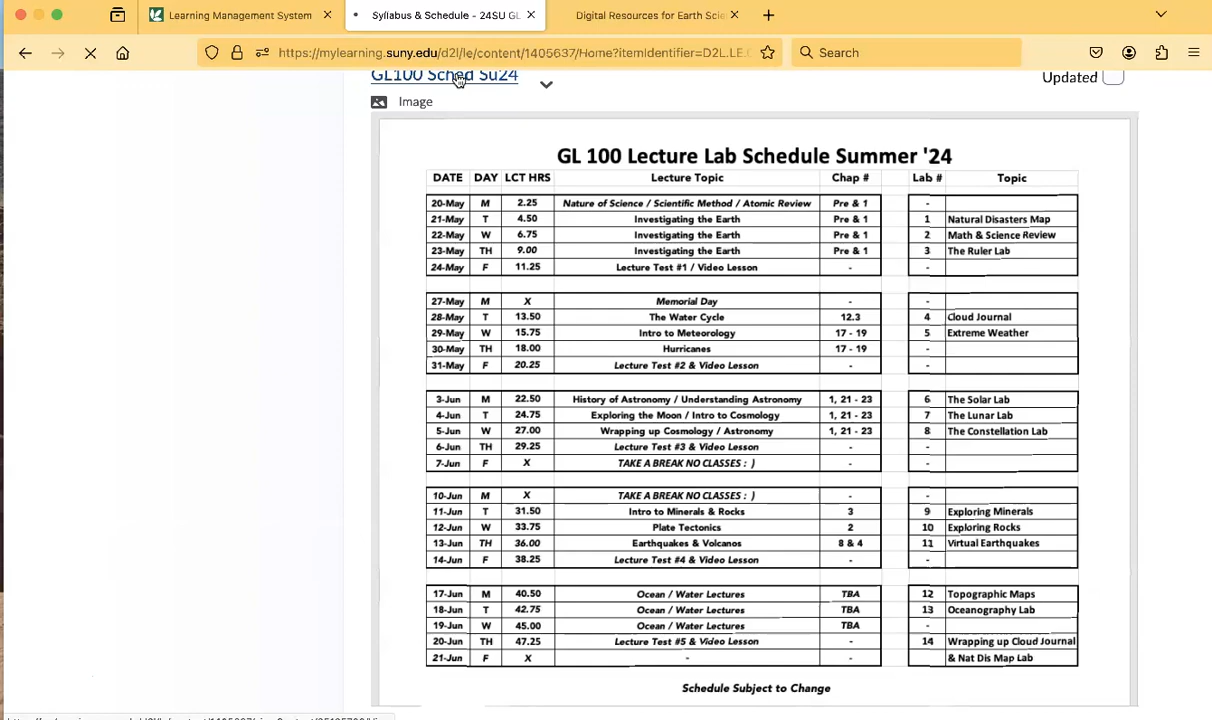 Learning Management System
Syllabus & Schedule - 24SU GL
Digital Resources for Earth Scie
https://mylearning.suny.edu/d2l/le/content/1405637/Home?itemIdentifier=D2L.LE.C
Search
GL100 Sched Su24
Updated
Image
GL 100 Lecture Lab Schedule Summer '24
DATE DAY LCT HRS Lecture Topic Chap # Lab # Topic
20-May M 2.25 Nature of Science / Scientific Method / Atomic Review Pre & 1 -
21-May T 4.50 Investigating the Earth Pre & 1 1 Natural Disasters Map
22-May W 6.75 Investigating the Earth Pre & 1 2 Math & Science Review
23-May TH 9.00 Investigating the Earth Pre & 1 3 The Ruler Lab
24-May F 11.25 Lecture Test #1 / Video Lesson - -
27-May M X Memorial Day - -
28-May T 13.50 The Water Cycle 12.3 4 Cloud Journal
29-May W 15.75 Intro to Meteorology 17 - 19 5 Extreme Weather
30-May TH 18.00 Hurricanes 17 - 19 -
31-May F 20.25 Lecture Test #2 & Video Lesson - -
3-Jun M 22.50 History of Astronomy / Understanding Astronomy 1, 21 - 23 6 The Solar Lab
4-Jun T 24.75 Exploring the Moon / Intro to Cosmology 1, 21 - 23 7 The Lunar Lab
5-Jun W 27.00 Wrapping up Cosmology / Astronomy 1, 21 - 23 8 The Constellation Lab
6-Jun TH 29.25 Lecture Test #3 & Video Lesson - -
7-Jun F X TAKE A BREAK NO CLASSES : ) - -
10-Jun M X TAKE A BREAK NO CLASSES : ) - -
11-Jun T 31.50 Intro to Minerals & Rocks 3 9 Exploring Minerals
12-Jun W 33.75 Plate Tectonics 2 10 Exploring Rocks
13-Jun TH 36.00 Earthquakes & Volcanos 8 & 4 11 Virtual Earthquakes
14-Jun F 38.25 Lecture Test #4 & Video Lesson - -
17-Jun M 40.50 Ocean / Water Lectures TBA 12 Topographic Maps
18-Jun T 42.75 Ocean / Water Lectures TBA 13 Oceanography Lab
19-Jun W 45.00 Ocean / Water Lectures TBA -
20-Jun TH 47.25 Lecture Test #5 & Video Lesson - 14 Wrapping up Cloud Journal
21-Jun F X - - & Nat Dis Map Lab
Schedule Subject to Change